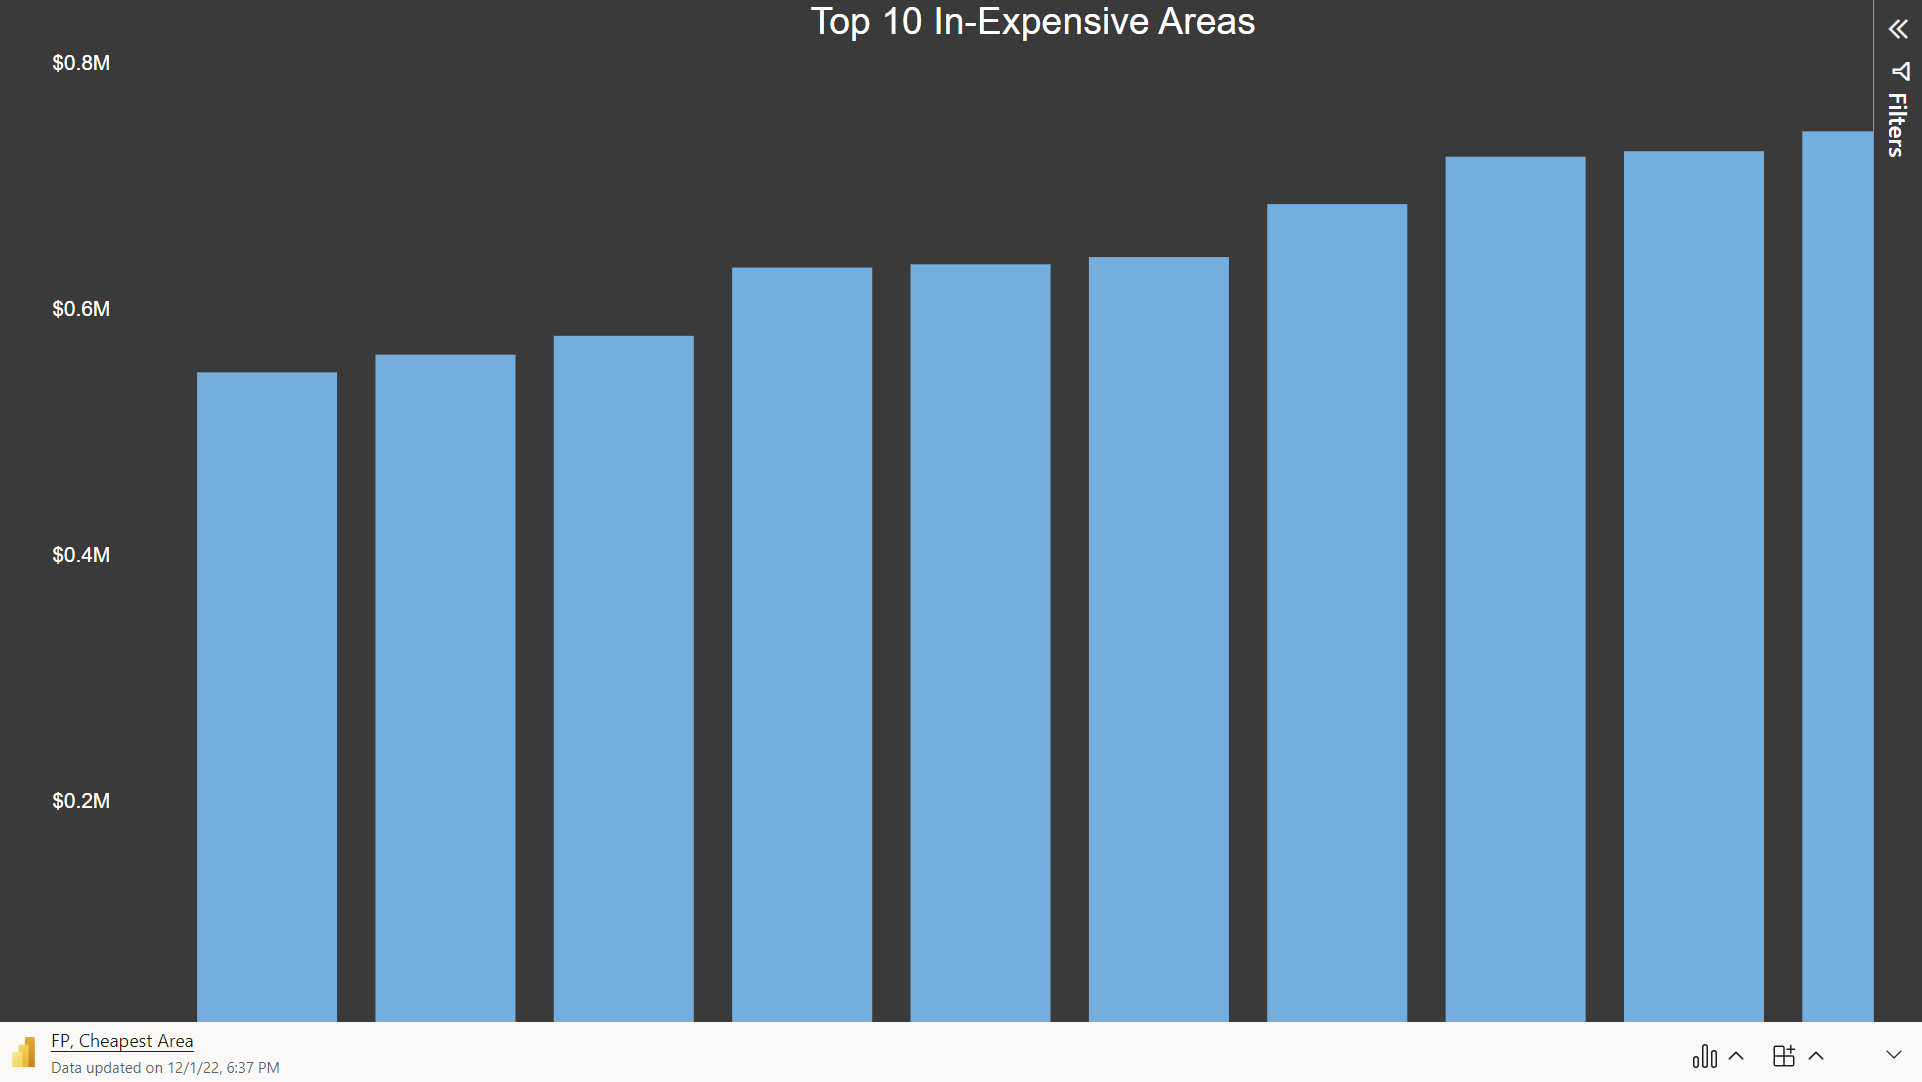 Top 10 In-Expensive Areas
$0.8M
$0.6M
$0.4M
$0.2M
Filters
FP, Cheapest Area
Data updated on 12/1/22, 6:37 PM